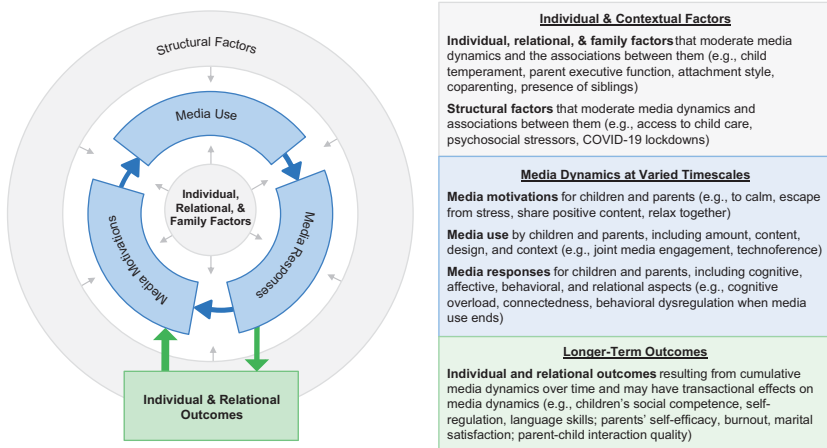 Structural Factors
Media Use
Individual,
Relational, &
Family Factors
Media Motivations
Media Responses
Individual & Relational
Outcomes
Individual & Contextual Factors
Individual, relational, & family factors that moderate media
dynamics and the associations between them (e.g., child
temperament, parent executive function, attachment style,
coparenting, presence of siblings)
Structural factors that moderate media dynamics and
associations between them (e.g., access to child care,
psychosocial stressors, COVID-19 lockdowns)
Media Dynamics at Varied Timescales
Media motivations for children and parents (e.g., to calm, escape
from stress, share positive content, relax together)
Media use by children and parents, including amount, content,
design, and context (e.g., joint media engagement, technoference)
Media responses for children and parents, including cognitive,
affective, behavioral, and relational aspects (e.g., cognitive
overload, connectedness, behavioral dysregulation when media
use ends)
Longer-Term Outcomes
Individual and relational outcomes resulting from cumulative
media dynamics over time and may have transactional effects on
media dynamics (e.g., children's social competence, self-
regulation, language skills; parents' self-efficacy, burnout, marital
satisfaction; parent-child interaction quality)